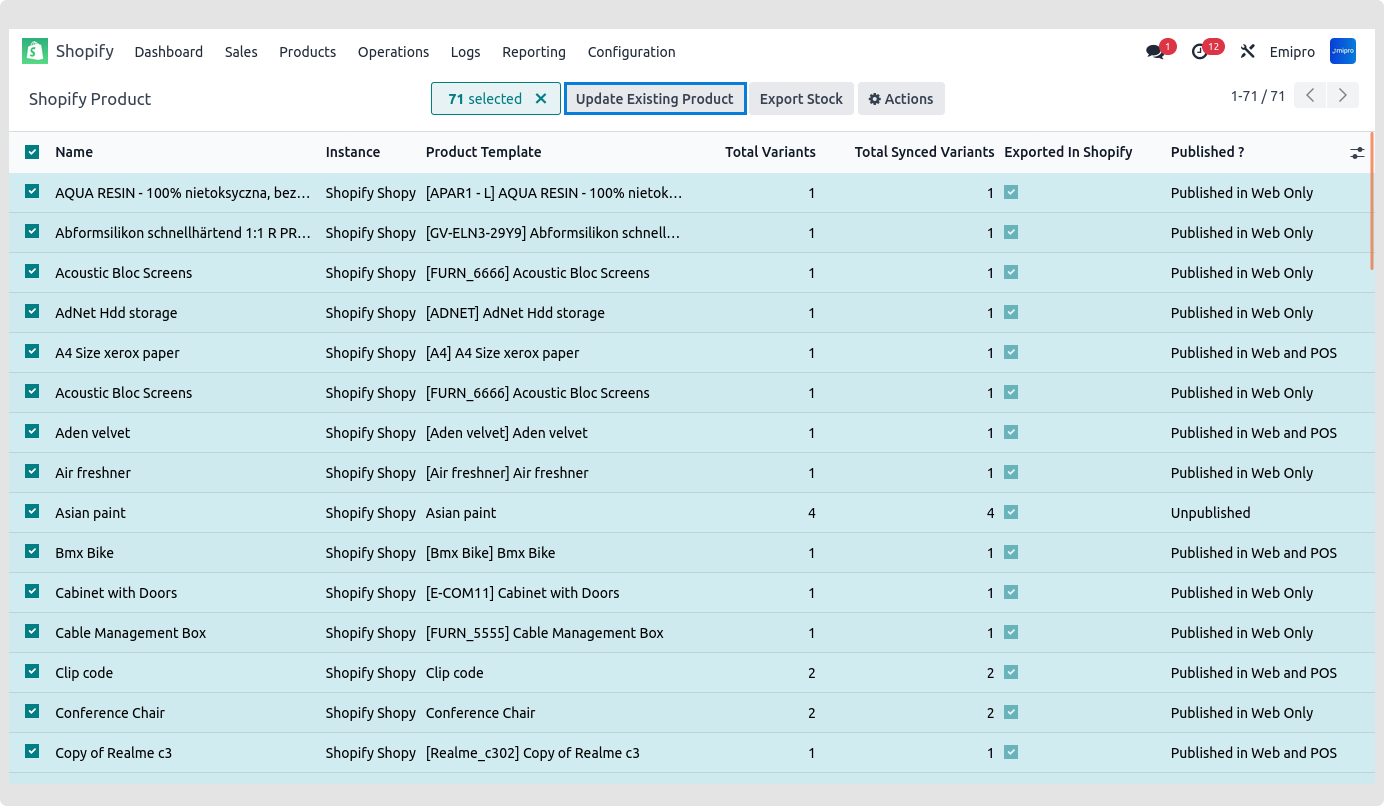 Shopify Dashboard Sales Products Operations Logs Reporting Configuration 1 12 Emipro Emipro
Shopify Product 71 selected Update Existing Product Export Stock Actions 1-71 / 71
Name Instance Product Template Total Variants Total Synced Variants Exported In Shopify Published ?
AQUA RESIN - 100% nietoksyczna, bez... Shopify Shopy [APAR1 - L] AQUA RESIN - 100% nietok... 1 1 Published in Web Only
Abformsilikon schnellhärtend 1:1 R PR... Shopify Shopy [GV-ELN3-29Y9] Abformsilikon schnell... 1 1 Published in Web Only
Acoustic Bloc Screens Shopify Shopy [FURN_6666] Acoustic Bloc Screens 1 1 Published in Web Only
AdNet Hdd storage Shopify Shopy [ADNET] AdNet Hdd storage 1 1 Published in Web Only
A4 Size xerox paper Shopify Shopy [A4] A4 Size xerox paper 1 1 Published in Web and POS
Acoustic Bloc Screens Shopify Shopy [FURN_6666] Acoustic Bloc Screens 1 1 Published in Web Only
Aden velvet Shopify Shopy [Aden velvet] Aden velvet 1 1 Published in Web and POS
Air freshner Shopify Shopy [Air freshner] Air freshner 1 1 Published in Web Only
Asian paint Shopify Shopy Asian paint 4 4 Unpublished
Bmx Bike Shopify Shopy [Bmx Bike] Bmx Bike 1 1 Published in Web and POS
Cabinet with Doors Shopify Shopy [E-COM11] Cabinet with Doors 1 1 Published in Web Only
Cable Management Box Shopify Shopy [FURN_5555] Cable Management Box 1 1 Published in Web Only
Clip code Shopify Shopy Clip code 2 2 Published in Web and POS
Conference Chair Shopify Shopy Conference Chair 2 2 Published in Web Only
Copy of Realme c3 Shopify Shopy [Realme_c302] Copy of Realme c3 1 1 Published in Web and POS